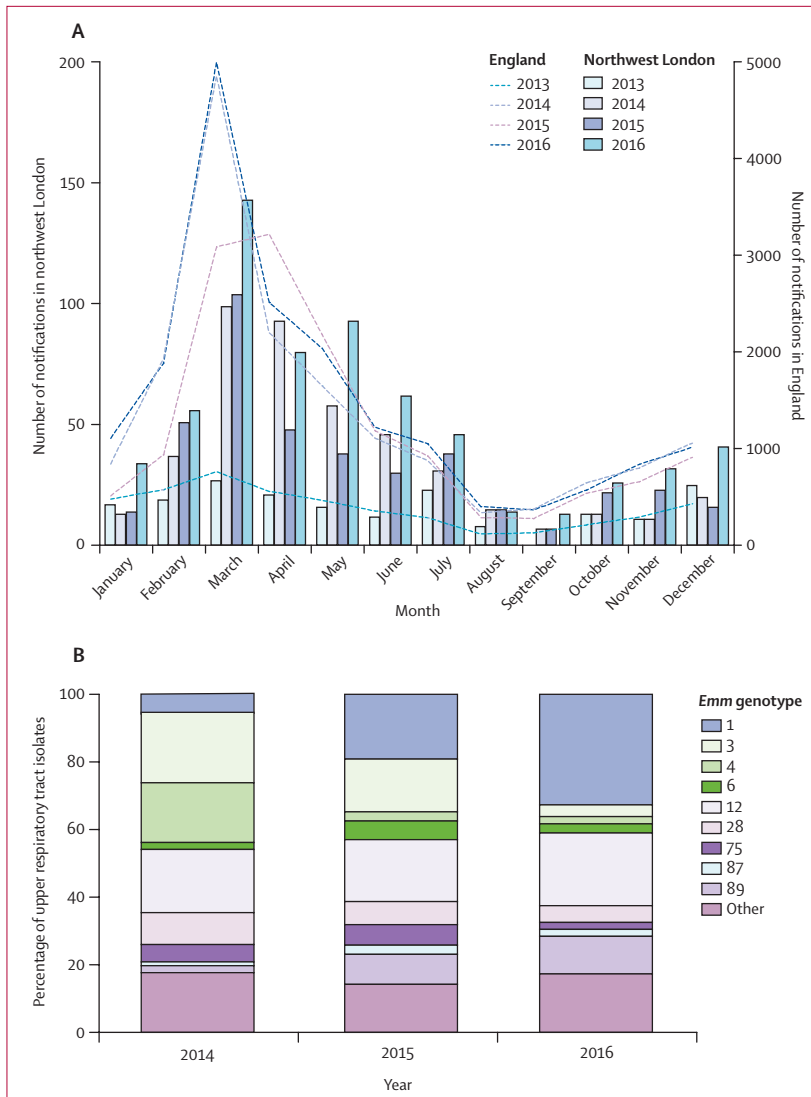 A
England
Northwest London
2013
2014
2015
2016
2013
2014
2015
2016
200
150
100
50
0
Number of notifications in northwest London
5000
4000
3000
2000
1000
0
Number of notifications in England
January
February
March
April
May
June
July
August
September
October
November
December
Month
B
100
80
60
40
20
0
Percentage of upper respiratory tract isolates
2014
2015
2016
Year
Emm genotype
1
3
4
6
12
28
75
87
89
Other